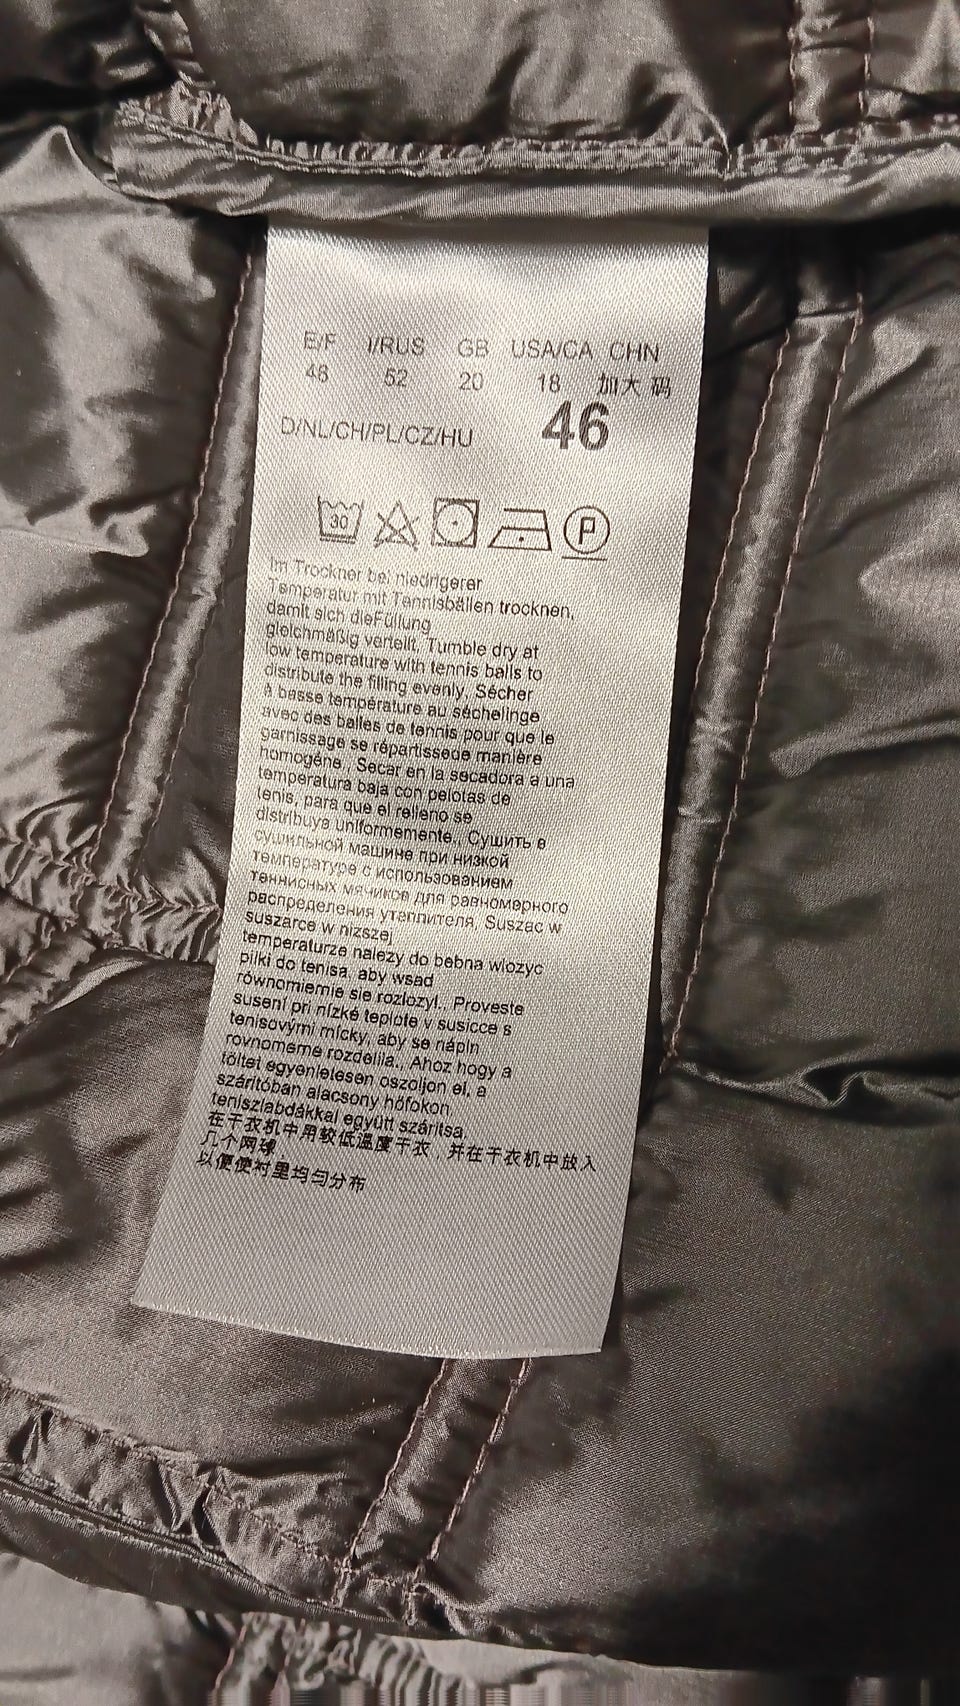 E/F I/RUS GB USA/CA CHN
48 52 20 18 加大 码
D/NL/CH/PL/CZ/HU 46
30 P
Im Trockner bei niedrigerer
Temperatur mit Tennisbällen trocknen,
damit sich dieFüllung
gleichmäßig verteilt. Tumble dry at
low temperature with tennis balls to
distribute the filling evenly. Sécher
à basse température au séchelinge
avec des balles de tennis pour que le
garnissage se répartissede manière
homogéne . Secar en la secadora a una
temperatura baja con pelotas de
tenis, para que el relleno se
distribuya uniformemente., Сушить в
сушильной машине при низкой
температуре с использованием
теннисных мячиков для равномерного
распределения утеплителя, Suszac w
suszarce w nizszej
temperaturze nalezy do bebna wlozyc
pilki do tenisa, aby wsad
równomiernie sie rozlozyl., Proveste
susení pri nízké teplote v susicce s
tenisovými mícky, aby se nápln
rovnomerne rozdelila., Ahoz hogy a
töltet egyenletesen oszoljon el, a
szárítóban alacsony hőfokon
teniszlabdákkal együtt szárítsa
在干衣机中用较低温度干衣，并在干衣机中放入
几个网球，
以便使衬里均匀分布